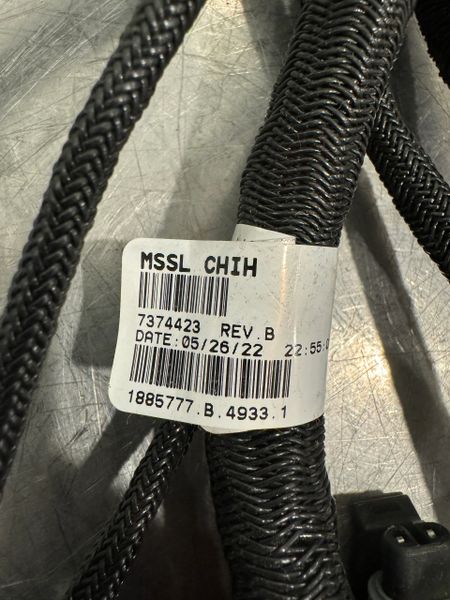 MSSL CHIH
7374423 REV.B
DATE:05/26/22 22:55:
1885777.B.4933.1